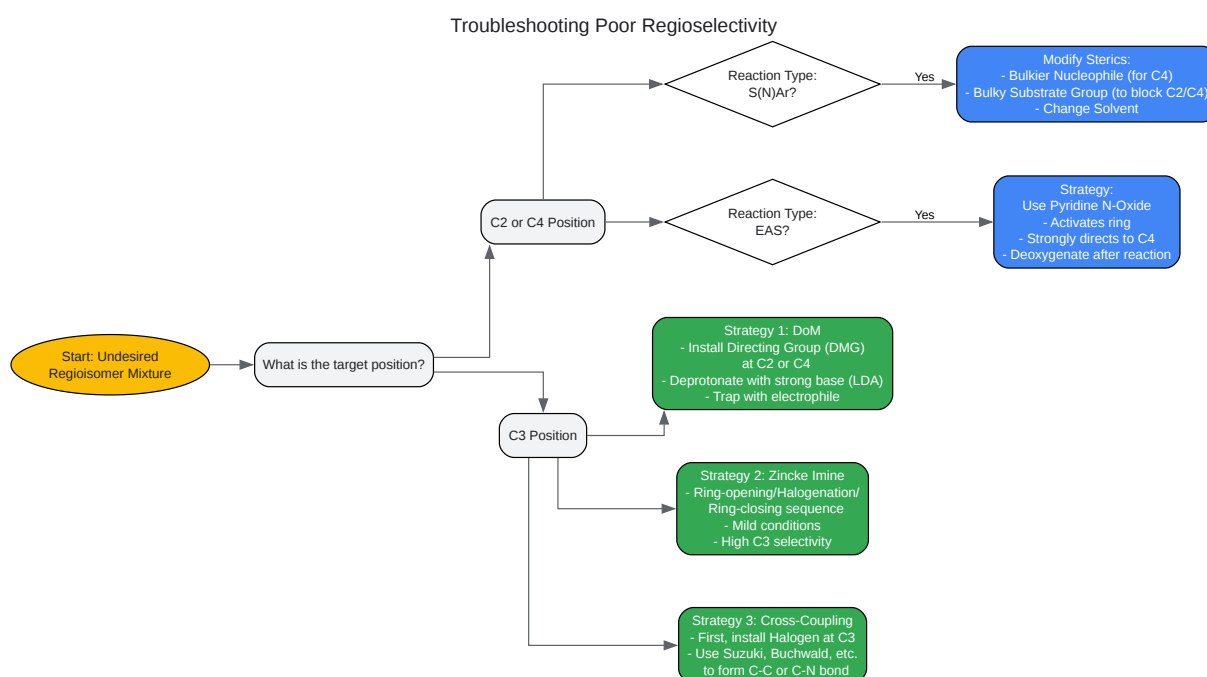 Troubleshooting Poor Regioselectivity
Reaction Type:
S(N)Ar?
Yes
Modify Sterics:
- Bulkier Nucleophile (for C4)
- Bulky Substrate Group (to block C2/C4)
- Change Solvent
C2 or C4 Position
Reaction Type:
EAS?
Yes
Strategy:
Use Pyridine N-Oxide
- Activates ring
- Strongly directs to C4
- Deoxygenate after reaction
Start: Undesired
Regioisomer Mixture
What is the target position?
C3 Position
Strategy 1: DoM
- Install Directing Group (DMG)
at C2 or C4
- Deprotonate with strong base (LDA)
- Trap with electrophile
Strategy 2: Zincke Imine
- Ring-opening/Halogenation/
Ring-closing sequence
- Mild conditions
- High C3 selectivity
Strategy 3: Cross-Coupling
- First, install Halogen at C3
- Use Suzuki, Buchwald, etc.
to form C-C or C-N bond